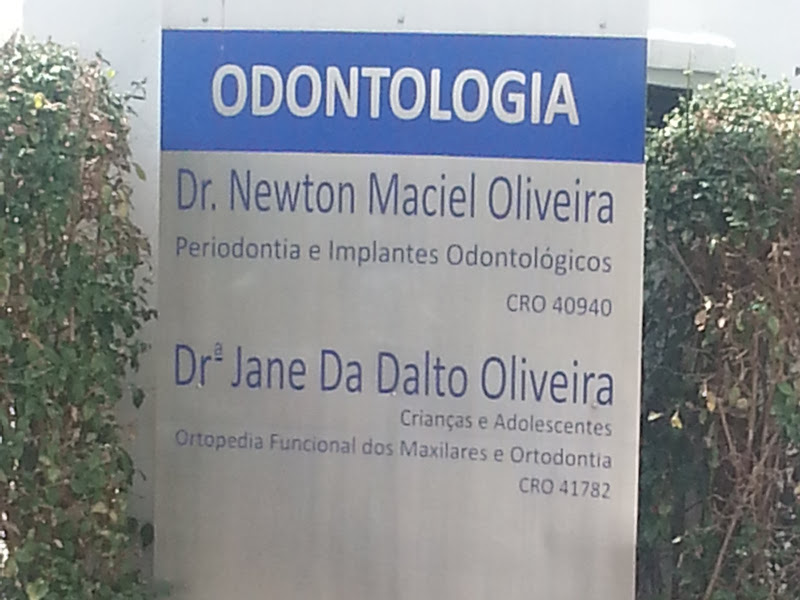 ODONTOLOGIA
Dr. Newton Maciel Oliveira
Periodontia e Implantes Odontológicos
CRO 40940
Drª Jane Da Dalto Oliveira
Crianças e Adolescentes
Ortopedia Funcional dos Maxilares e Ortodontia
CRO 41782